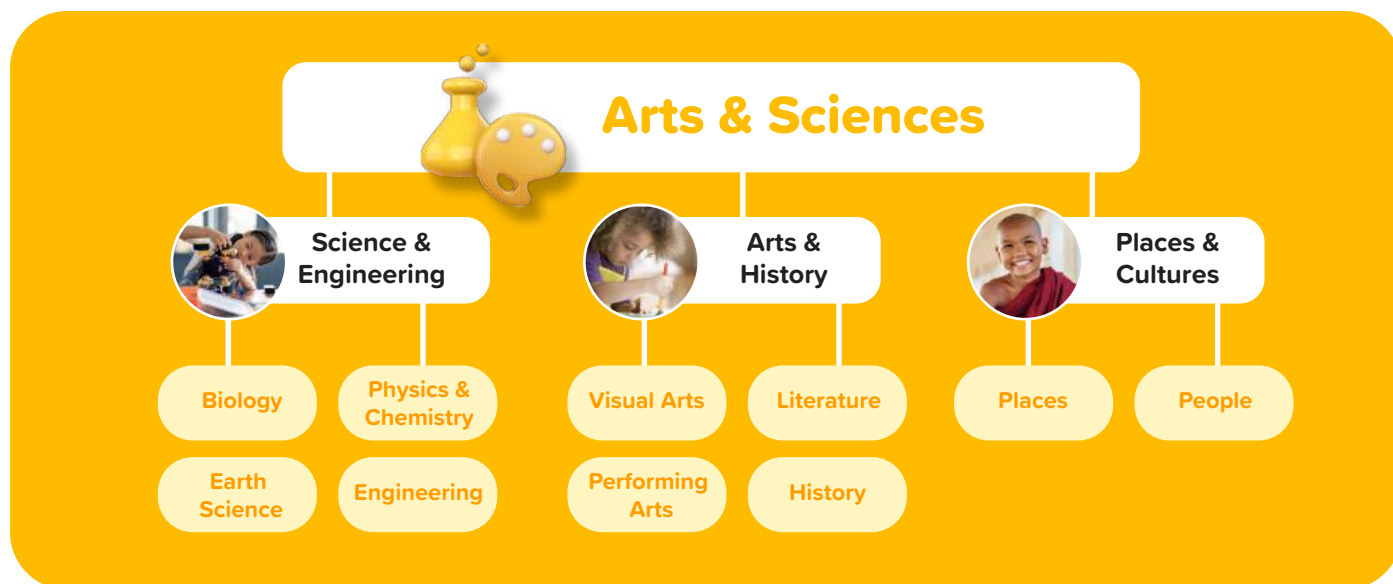 Arts & Sciences
Science &
Engineering
Arts &
History
Places &
Cultures
Biology
Physics &
Chemistry
Visual Arts
Literature
Places
People
Earth
Science
Engineering
Performing
Arts
History